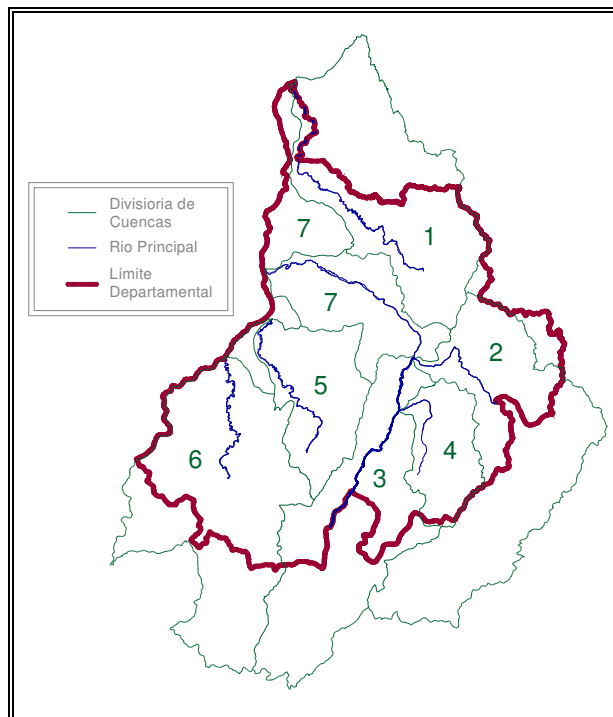 Divisioria de
Cuencas
Rio Principal
Límite
Departamental
7
1
7
2
5
6
4
3